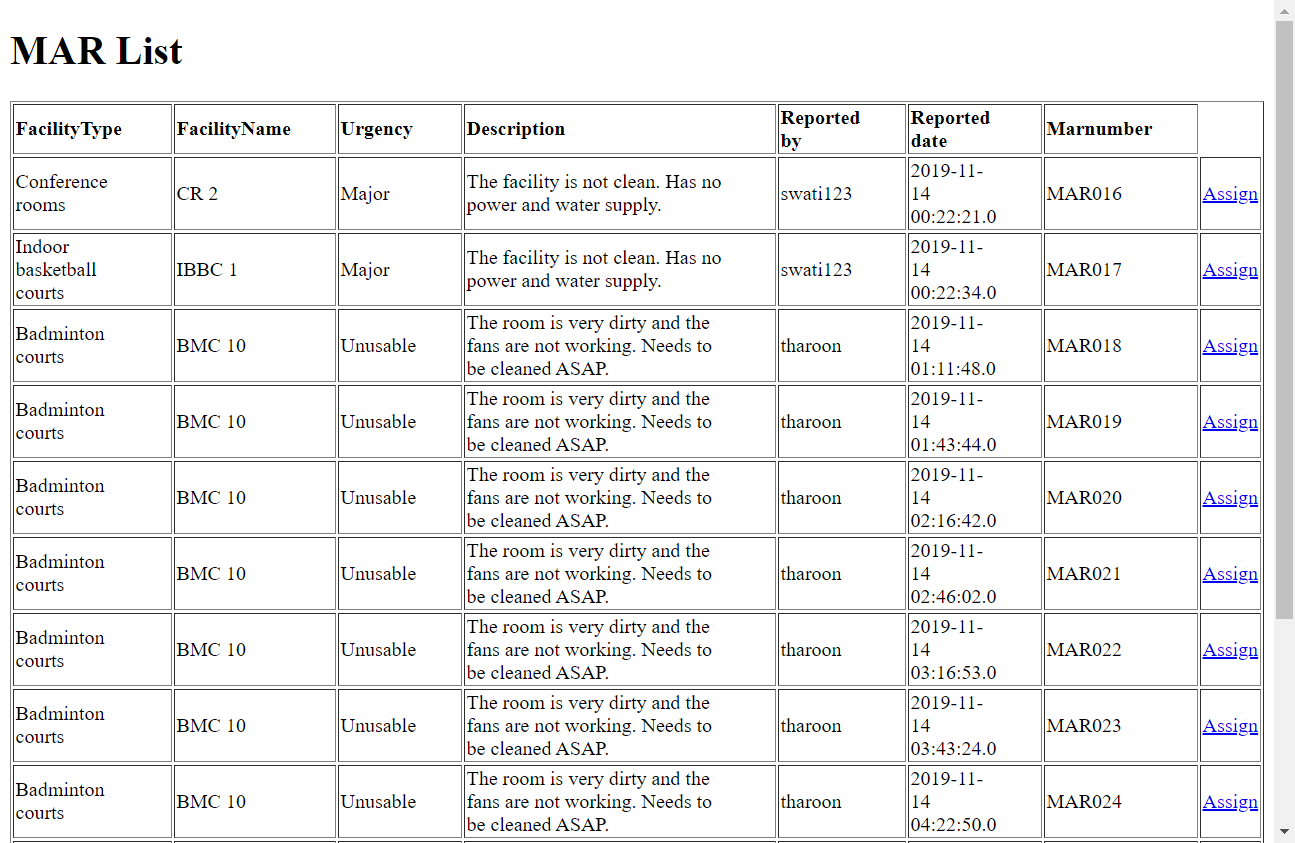 MAR List
FacilityType FacilityName Urgency Description Reported by Reported date Marnumber
Conference rooms CR 2 Major The facility is not clean. Has no power and water supply. swati123 2019-11-14 00:22:21.0 MAR016 Assign
Indoor basketball courts IBBC 1 Major The facility is not clean. Has no power and water supply. swati123 2019-11-14 00:22:34.0 MAR017 Assign
Badminton courts BMC 10 Unusable The room is very dirty and the fans are not working. Needs to be cleaned ASAP. tharoon 2019-11-14 01:11:48.0 MAR018 Assign
Badminton courts BMC 10 Unusable The room is very dirty and the fans are not working. Needs to be cleaned ASAP. tharoon 2019-11-14 01:43:44.0 MAR019 Assign
Badminton courts BMC 10 Unusable The room is very dirty and the fans are not working. Needs to be cleaned ASAP. tharoon 2019-11-14 02:16:42.0 MAR020 Assign
Badminton courts BMC 10 Unusable The room is very dirty and the fans are not working. Needs to be cleaned ASAP. tharoon 2019-11-14 02:46:02.0 MAR021 Assign
Badminton courts BMC 10 Unusable The room is very dirty and the fans are not working. Needs to be cleaned ASAP. tharoon 2019-11-14 03:16:53.0 MAR022 Assign
Badminton courts BMC 10 Unusable The room is very dirty and the fans are not working. Needs to be cleaned ASAP. tharoon 2019-11-14 03:43:24.0 MAR023 Assign
Badminton courts BMC 10 Unusable The room is very dirty and the fans are not working. Needs to be cleaned ASAP. tharoon 2019-11-14 04:22:50.0 MAR024 Assign